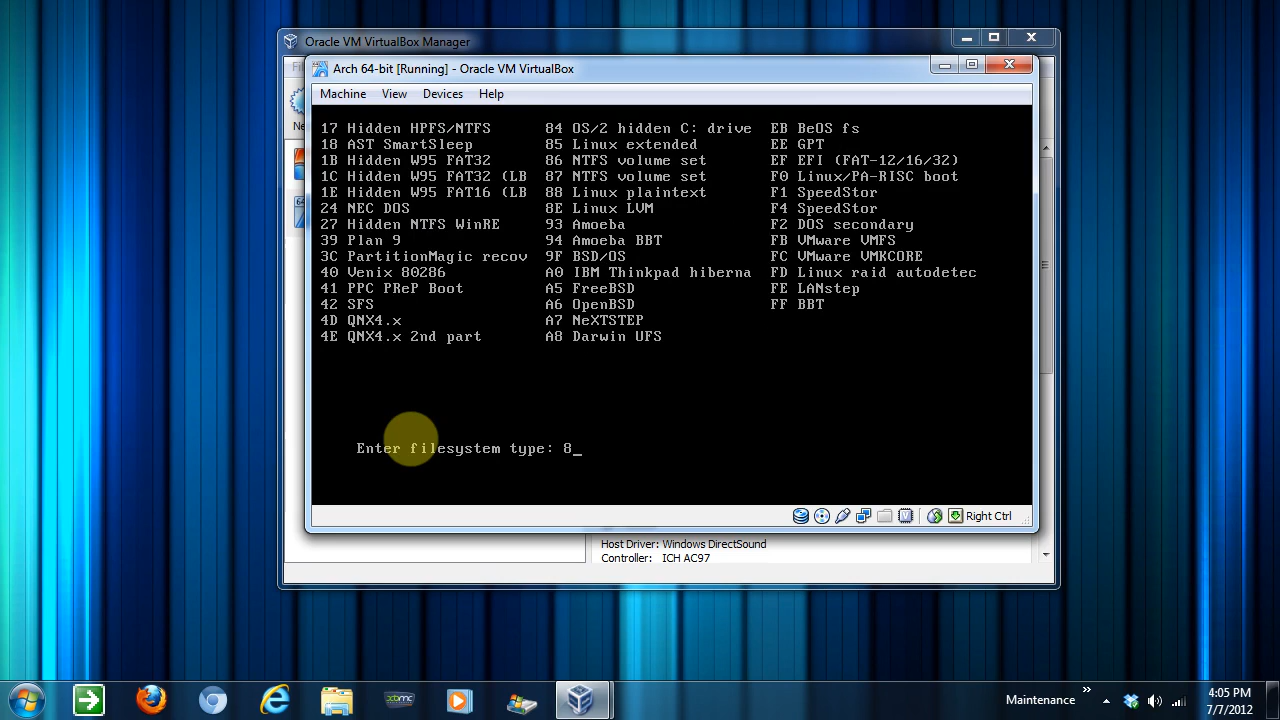 Oracle VM VirtualBox Manager
Arch 64-bit [Running] - Oracle VM VirtualBox
Machine View Devices Help
17 Hidden HPFS/NTFS 84 OS/2 hidden C: drive EB BeOS fs
18 AST SmartSleep 85 Linux extended EE GPT
1B Hidden W95 FAT32 86 NTFS volume set EF EFI (FAT-12/16/32)
1C Hidden W95 FAT32 (LB 87 NTFS volume set F0 Linux/PA-RISC boot
1E Hidden W95 FAT16 (LB 88 Linux plaintext F1 SpeedStor
24 NEC DOS 8E Linux LVM F4 SpeedStor
27 Hidden NTFS WinRE 93 Amoeba F2 DOS secondary
39 Plan 9 94 Amoeba BBT FB VMware VMFS
3C PartitionMagic recov 9F BSD/OS FC VMware VMKCORE
40 Venix 80286 A0 IBM Thinkpad hiberna FD Linux raid autodetec
41 PPC PReP Boot A5 FreeBSD FE LANstep
42 SFS A6 OpenBSD FF BBT
4D QNX4.x A7 NeXTSTEP
4E QNX4.x 2nd part A8 Darwin UFS
Enter filesystem type: 8_
Right Ctrl
Host Driver: Windows DirectSound
Controller: ICH AC97
xbmc
Maintenance
4:05 PM
7/7/2012